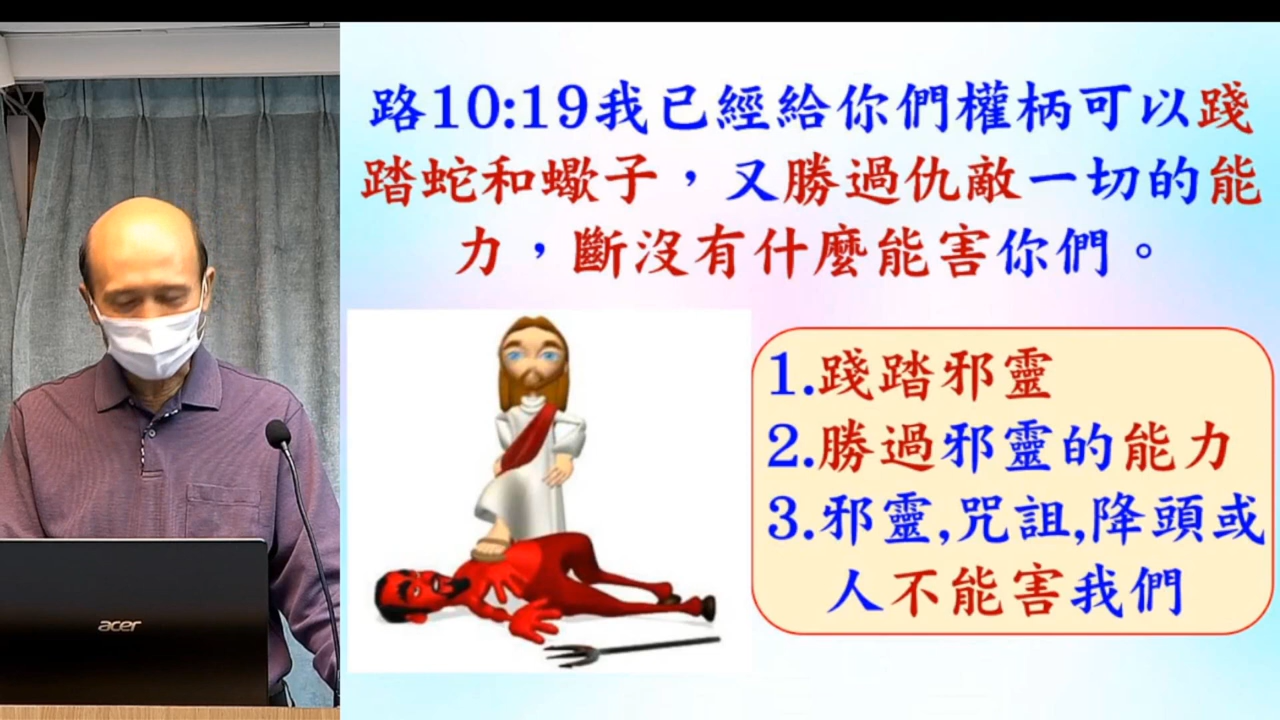 路10:19我已經給你們權柄可以踐
踏蛇和蠍子，又勝過仇敵一切的能
力，斷沒有什麼能害你們。
1.踐踏邪靈
2.勝過邪靈的能力
3.邪靈,咒詛,降頭或
人不能害我們
acer